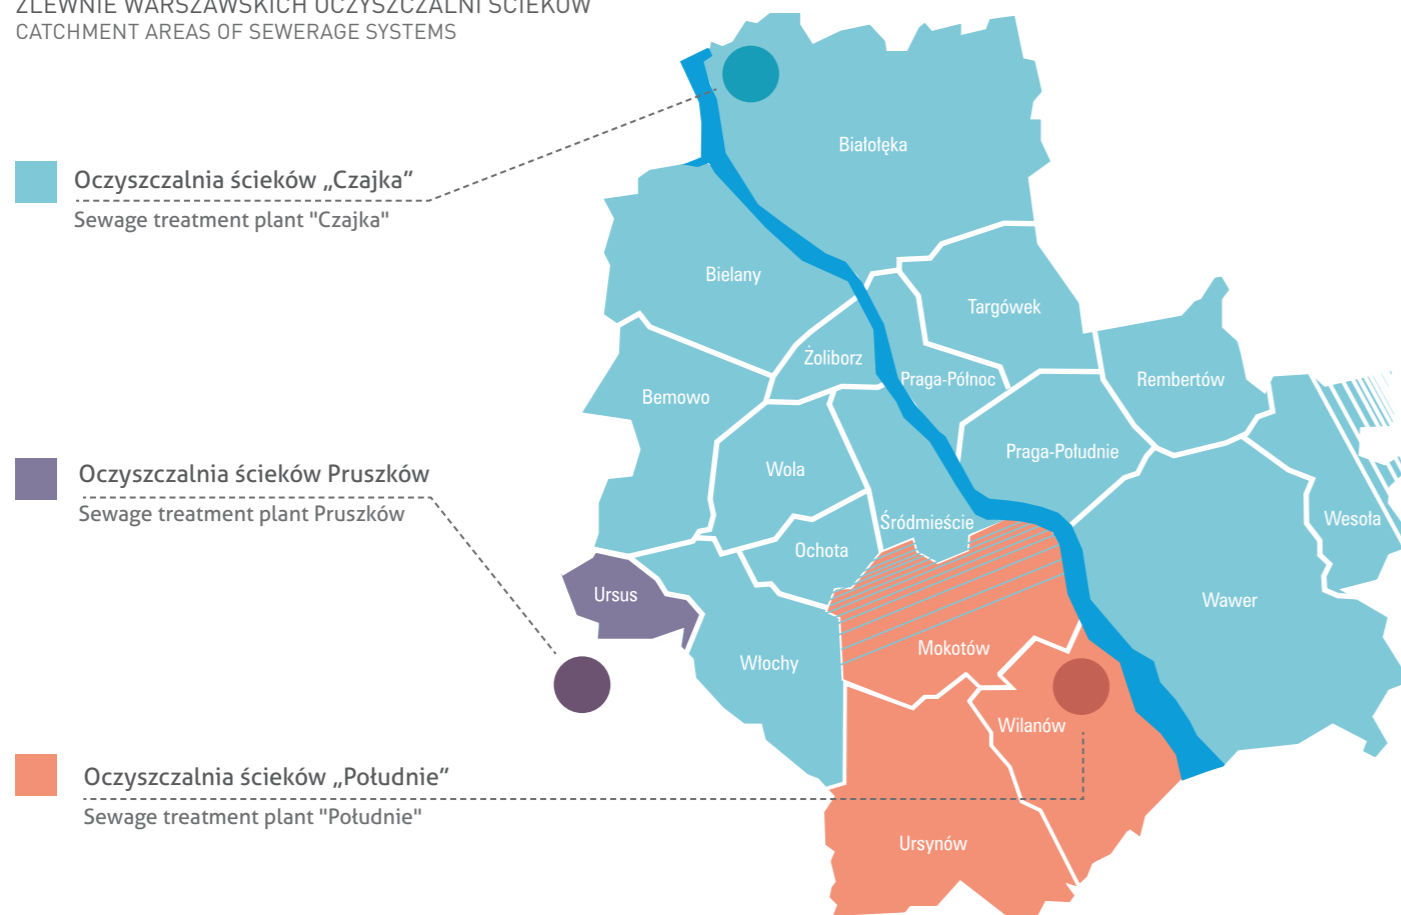 ZLEWNIE WARSZAWSKICH OCZYSZCZALNI ŚCIEKÓW
CATCHMENT AREAS OF SEWERAGE SYSTEMS
Białołęka
Oczyszczalnia ścieków „Czajka”
Sewage treatment plant "Czajka"
Bielany
Targówek
Żoliborz
Praga-Północ
Rembertów
Bemowo
Praga-Południe
Wola
Oczyszczalnia ścieków Pruszków
Sewage treatment plant Pruszków
Śródmieście
Wesoła
Ochota
Ursus
Wawer
Mokotów
Włochy
Wilanów
Oczyszczalnia ścieków „Południe”
Sewage treatment plant "Południe"
Ursynów